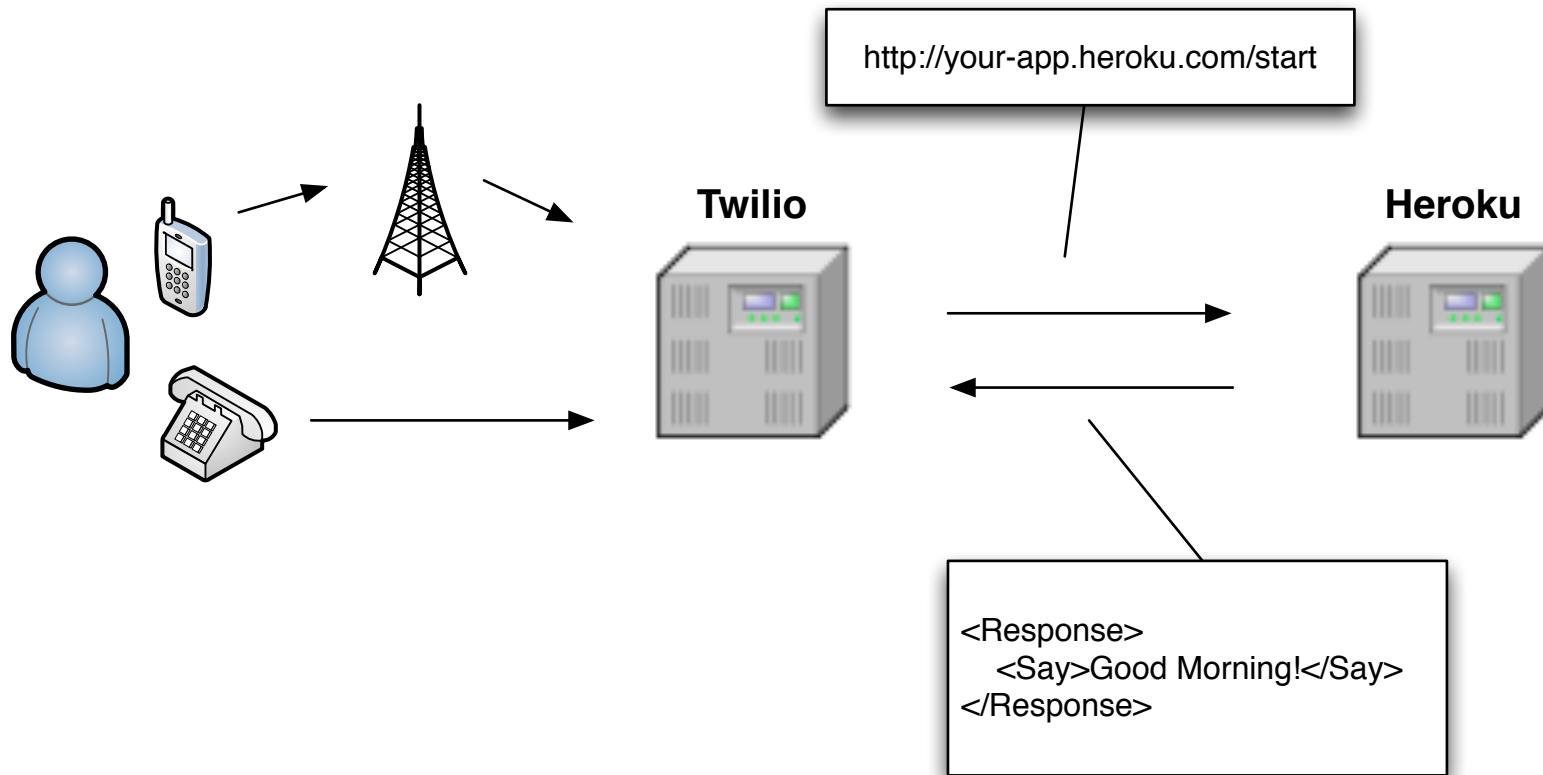 http://your-app.heroku.com/start
Twilio
Heroku
<Response>
<Say>Good Morning!</Say>
</Response>